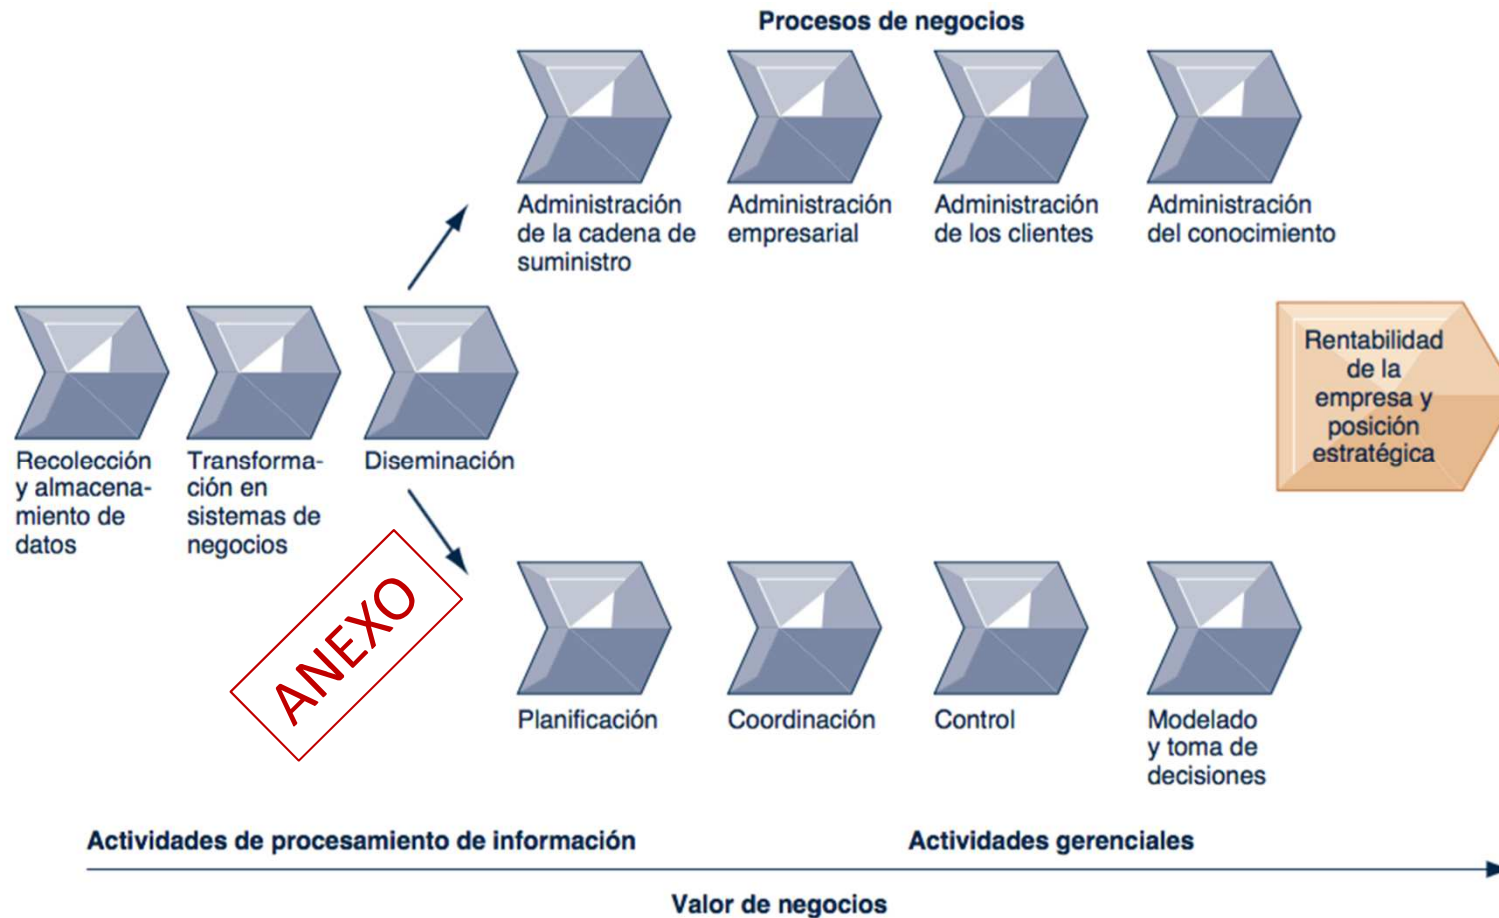 Procesos de negocios
Administración
de la cadena de
suministro
Administración
empresarial
Administración
de los clientes
Administración
del conocimiento
Recolección
y almacena-
miento de
datos
Transforma-
ción en
sistemas de
negocios
Diseminación
Rentabilidad
de la
empresa y
posición
estratégica
ANEXO
Planificación
Coordinación
Control
Modelado
y toma de
decisiones
Actividades de procesamiento de información
Actividades gerenciales
Valor de negocios